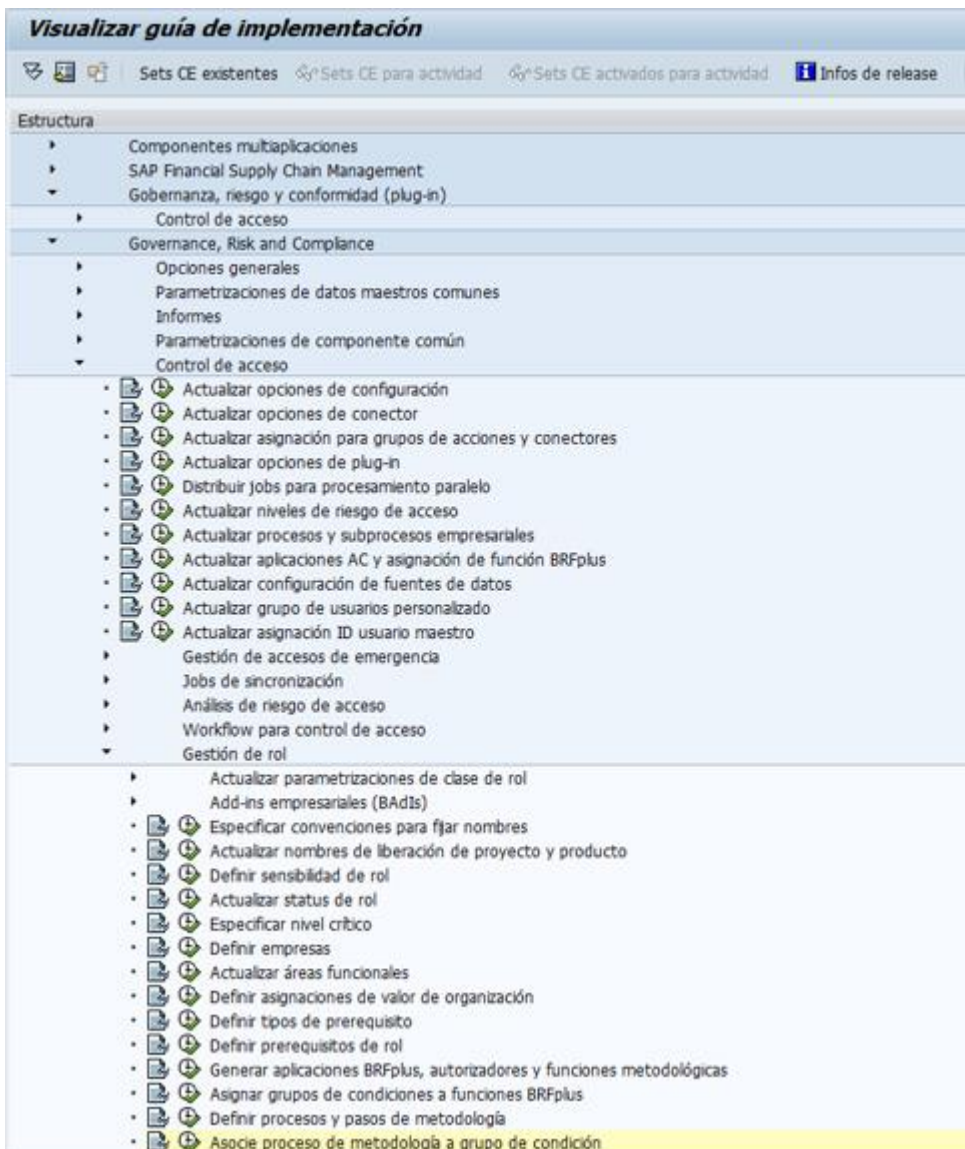 Visualizar guía de implementación
Sets CE existentes Sets CE para actividad Sets CE activados para actividad Infos de release
Estructura
Componentes multiaplicaciones
SAP Financial Supply Chain Management
Gobernanza, riesgo y conformidad (plug-in)
Control de acceso
Governance, Risk and Compliance
Opciones generales
Parametrizaciones de datos maestros comunes
Informes
Parametrizaciones de componente común
Control de acceso
Actualizar opciones de configuración
Actualizar opciones de conector
Actualizar asignación para grupos de acciones y conectores
Actualizar opciones de plug-in
Distribuir jobs para procesamiento paralelo
Actualizar niveles de riesgo de acceso
Actualizar procesos y subprocesos empresariales
Actualizar aplicaciones AC y asignación de función BRFplus
Actualizar configuración de fuentes de datos
Actualizar grupo de usuarios personalizado
Actualizar asignación ID usuario maestro
Gestión de accesos de emergencia
Jobs de sincronización
Análisis de riesgo de acceso
Workflow para control de acceso
Gestión de rol
Actualizar parametrizaciones de clase de rol
Add-ins empresariales (BAdIs)
Especificar convenciones para fijar nombres
Actualizar nombres de liberación de proyecto y producto
Definir sensibilidad de rol
Actualizar status de rol
Especificar nivel crítico
Definir empresas
Actualizar áreas funcionales
Definir asignaciones de valor de organización
Definir tipos de prerequisito
Definir prerequisitos de rol
Generar aplicaciones BRFplus, autorizadores y funciones metodológicas
Asignar grupos de condiciones a funciones BRFplus
Definir procesos y pasos de metodología
Asocie proceso de metodología a grupo de condición